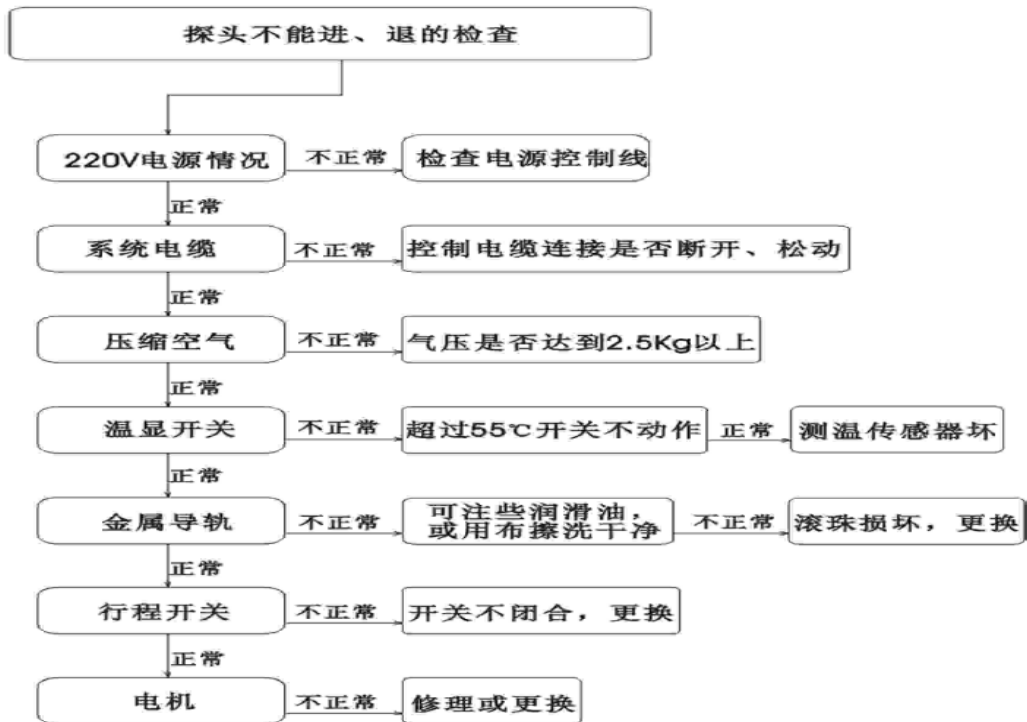 探头不能进、退的检查
220V电源情况
不正常
检查电源控制线
正常
系统电缆
不正常
控制电缆连接是否断开、松动
正常
压缩空气
不正常
气压是否达到2.5Kg以上
正常
温显开关
不正常
超过55℃开关不动作
正常
测温传感器坏
正常
金属导轨
不正常
可注些润滑油，
或用布擦洗干净
不正常
滚珠损坏，更换
正常
行程开关
不正常
开关不闭合，更换
正常
电机
不正常
修理或更换